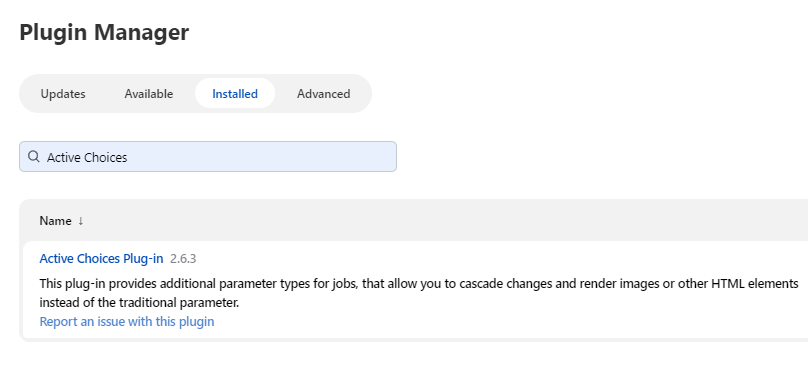 Plugin Manager
Updates Available Installed Advanced
Active Choices
Name ↓
Active Choices Plug-in 2.6.3
This plug-in provides additional parameter types for jobs, that allow you to cascade changes and render images or other HTML elements
instead of the traditional parameter.
Report an issue with this plugin